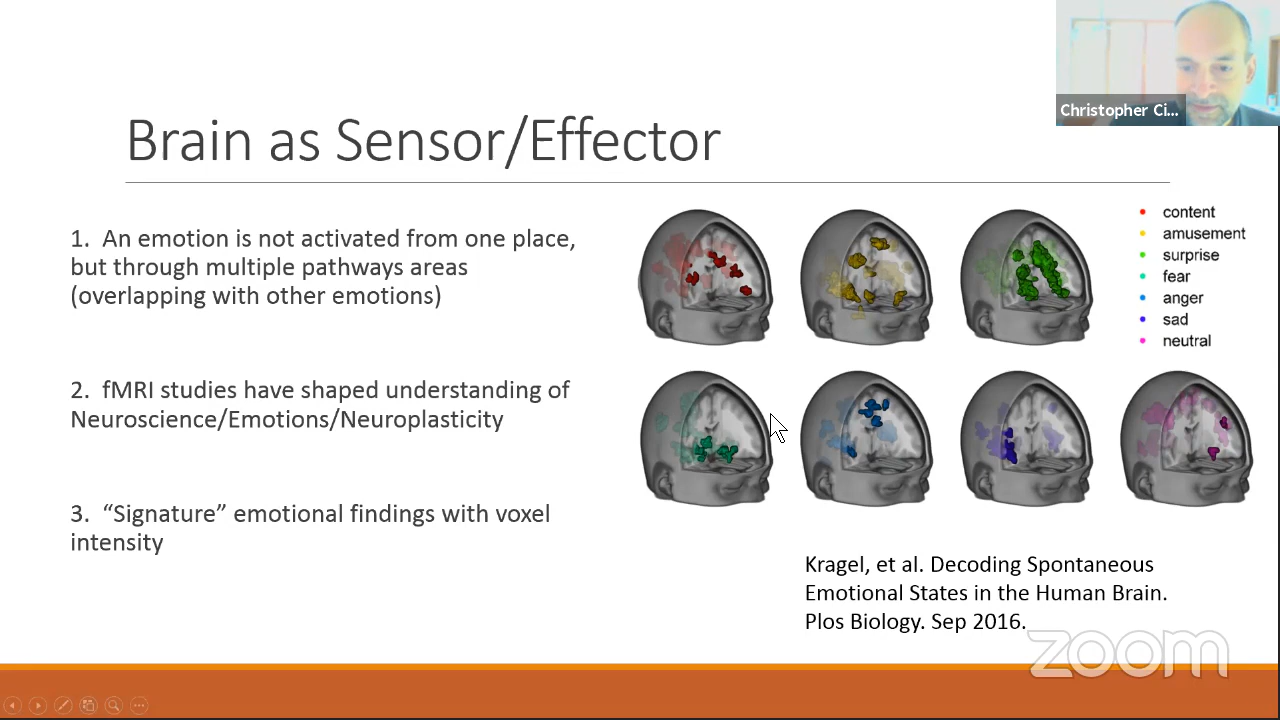 Christopher Ci...
Brain as Sensor/Effector
1. An emotion is not activated from one place,
but through multiple pathways areas
(overlapping with other emotions)
2. fMRI studies have shaped understanding of
Neuroscience/Emotions/Neuroplasticity
3. “Signature” emotional findings with voxel
intensity
content
amusement
surprise
fear
anger
sad
neutral
Kragel, et al. Decoding Spontaneous
Emotional States in the Human Brain.
Plos Biology. Sep 2016.
zoom